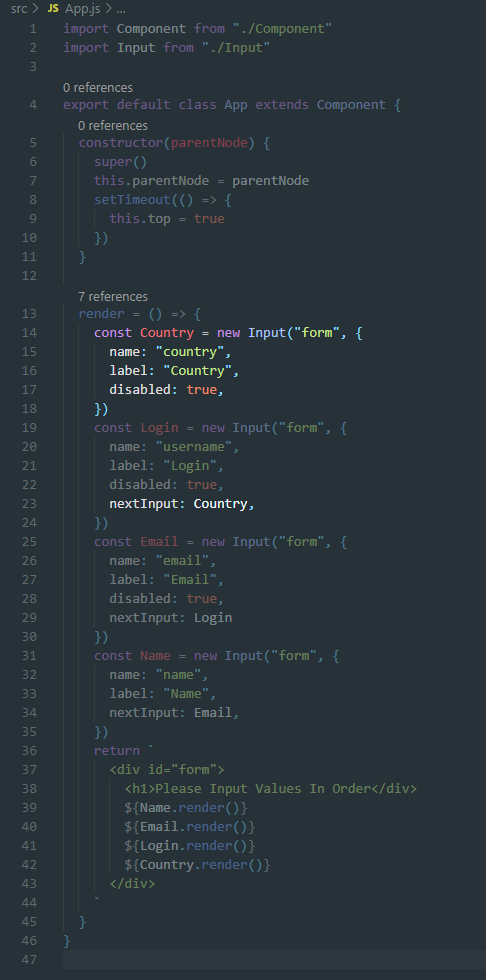 src > JS App.js > ...
1 import Component from "./Component"
2 import Input from "./Input"
3
0 references
4 export default class App extends Component {
0 references
5   constructor(parentNode) {
6     super()
7     this.parentNode = parentNode
8     setTimeout(() => {
9       this.top = true
10     })
11   }
12
7 references
13   render = () => {
14     const Country = new Input("form", {
15       name: "country",
16       label: "Country",
17       disabled: true,
18     })
19     const Login = new Input("form", {
20       name: "username",
21       label: "Login",
22       disabled: true,
23       nextInput: Country,
24     })
25     const Email = new Input("form", {
26       name: "email",
27       label: "Email",
28       disabled: true,
29       nextInput: Login
30     })
31     const Name = new Input("form", {
32       name: "name",
33       label: "Name",
34       nextInput: Email,
35     })
36     return `
37       <div id="form">
38         <h1>Please Input Values In Order</div>
39         ${Name.render()}
40         ${Email.render()}
41         ${Login.render()}
42         ${Country.render()}
43       </div>
44     `
45   }
46 }
47